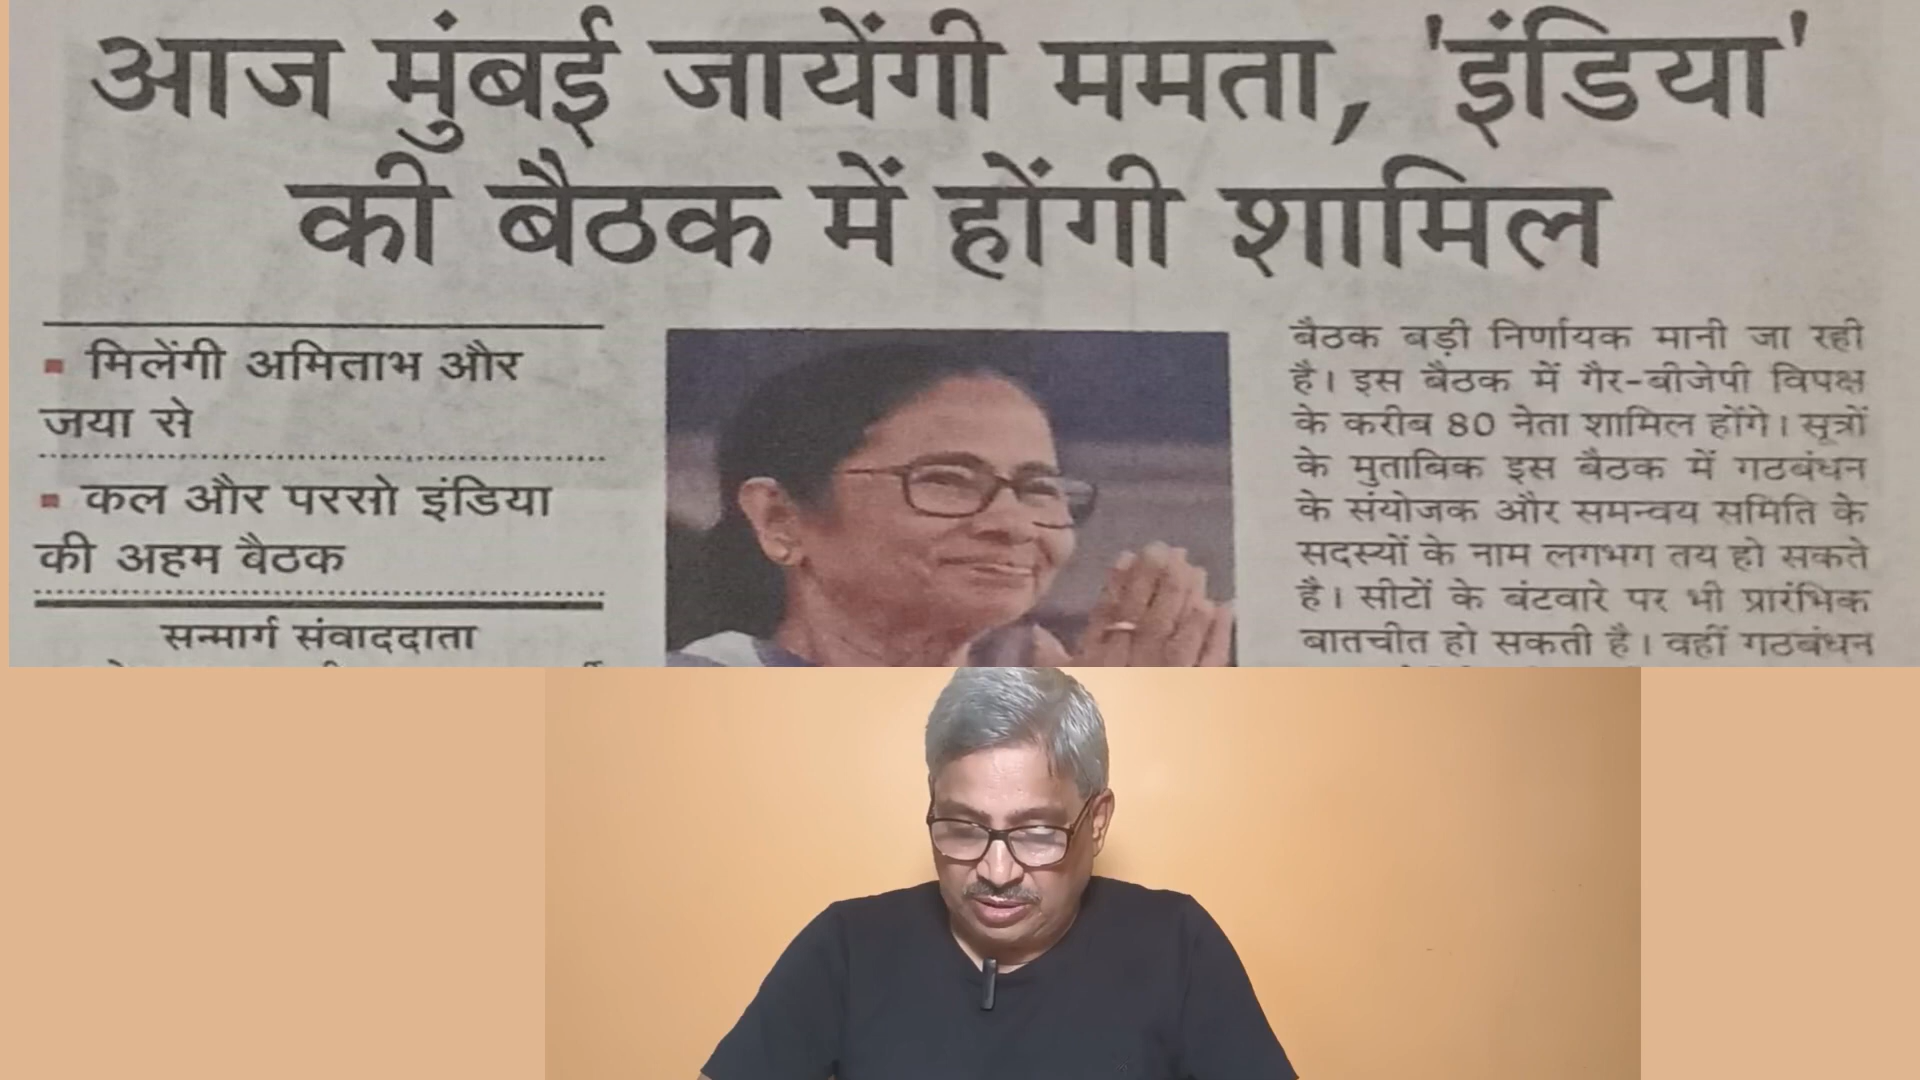 आज मुंबई जायेंगी ममता, 'इंडिया'
की बैठक में होंगी शामिल
▪ मिलेंगी अमिताभ और
जया से
▪ कल और परसो इंडिया
की अहम बैठक
सन्मार्ग संवाददाता
बैठक बड़ी निर्णायक मानी जा रही
है। इस बैठक में गैर-बीजेपी विपक्ष
के करीब 80 नेता शामिल होंगे। सूत्रों
के मुताबिक इस बैठक में गठबंधन
के संयोजक और समन्वय समिति के
सदस्यों के नाम लगभग तय हो सकते
है। सीटों के बंटवारे पर भी प्रारंभिक
बातचीत हो सकती है। वहीं गठबंधन